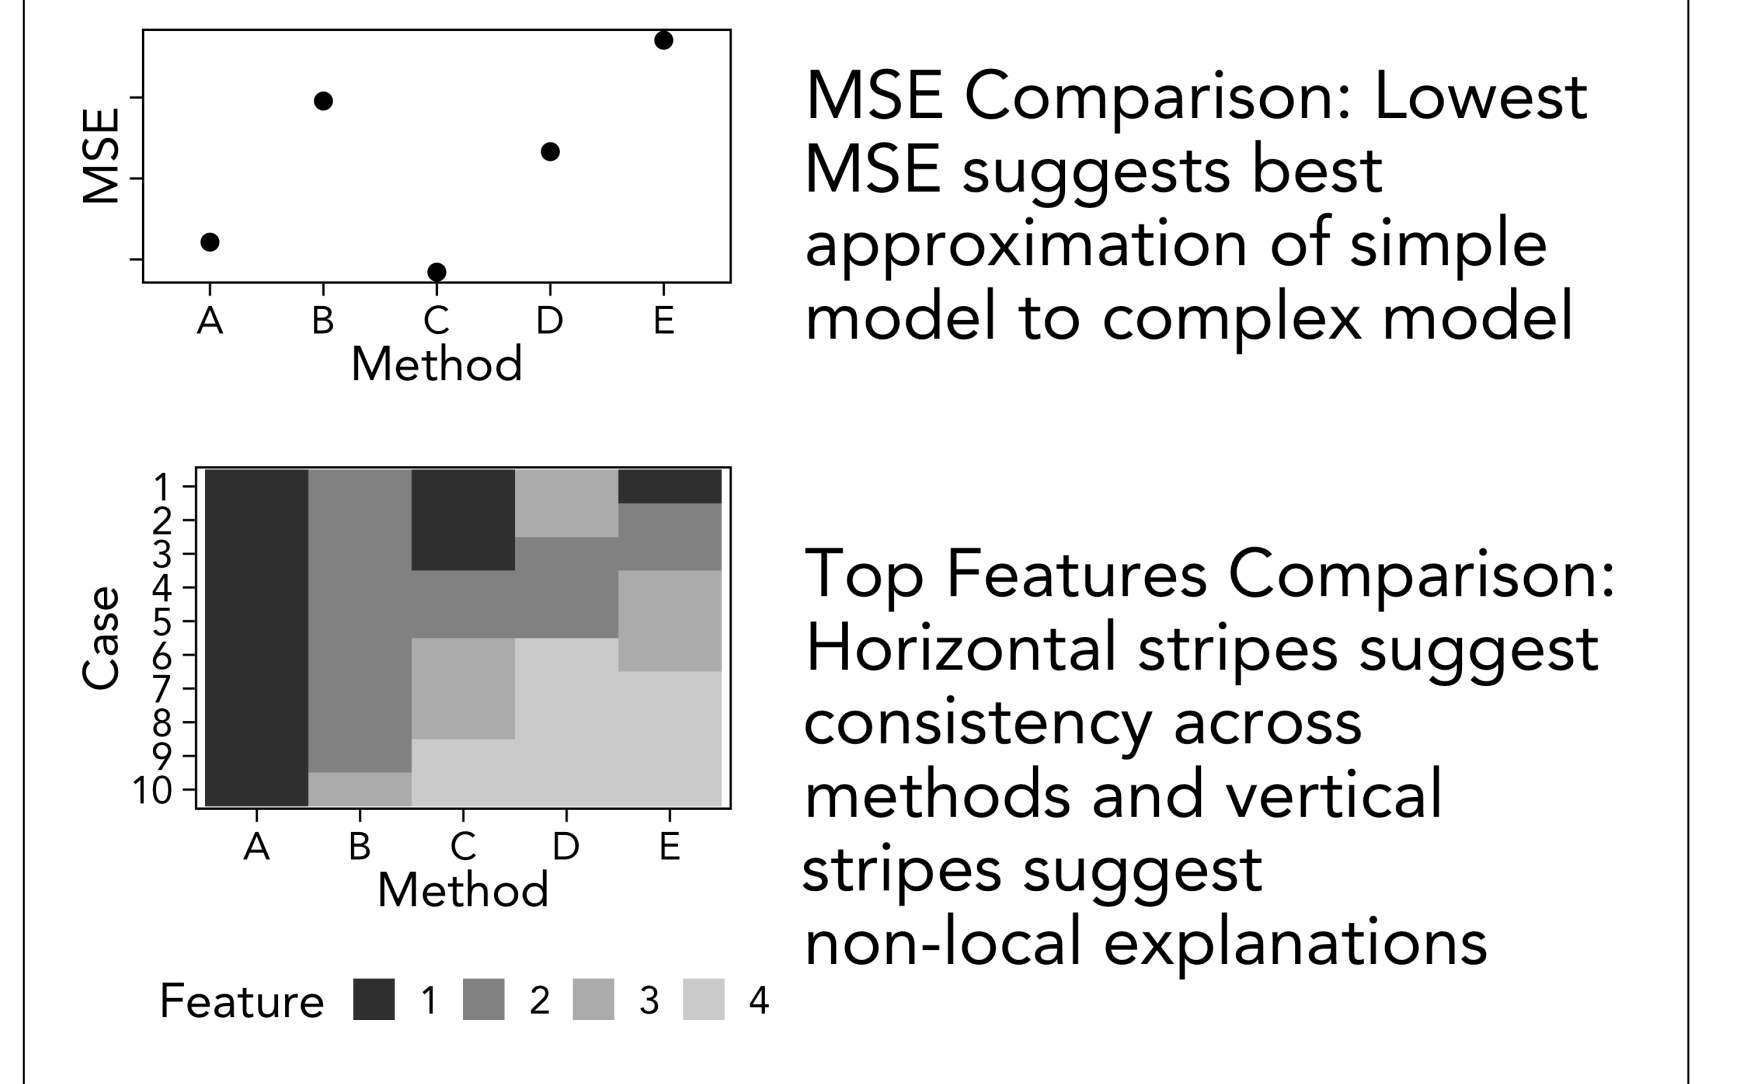 MSE
A B C D E
Method
MSE Comparison: Lowest
MSE suggests best
approximation of simple
model to complex model
Case
1
2
3
4
5
6
7
8
9
10
A B C D E
Method
Feature 1 2 3 4
Top Features Comparison:
Horizontal stripes suggest
consistency across
methods and vertical
stripes suggest
non-local explanations